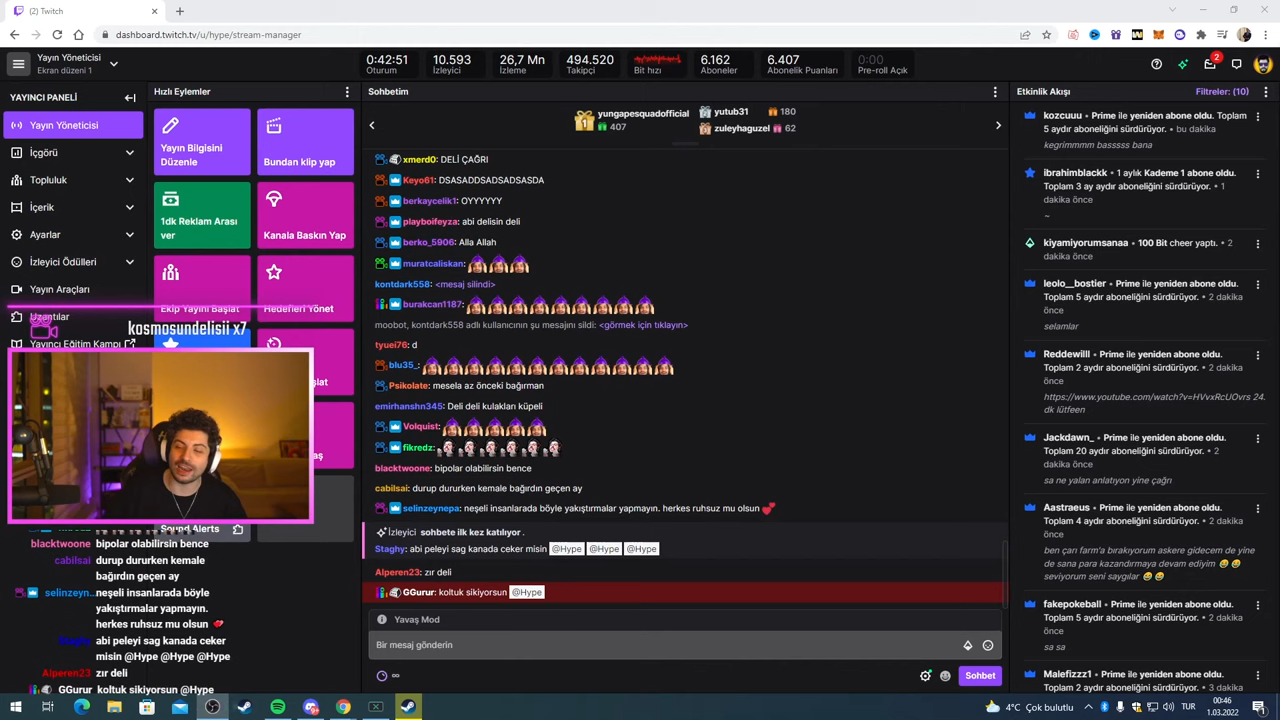 (2) Twitch
dashboard.twitch.tv/u/hype/stream-manager
Yayın Yöneticisi
Ekran düzeni 1
0:42:51
Oturum
10.593
İzleyici
26,7 Mn
İzleme
494.520
Takipçi
Bit hızı
6.162
Aboneler
6.407
Abonelik Puanları
0:00
Pre-roll Açık
2
YAYINCI PANELİ
Yayın Yöneticisi
İçgörü
Topluluk
İçerik
Ayarlar
İzleyici Ödülleri
Yayın Araçları
Uzantılar
Yayıncı Eğitim Kampı
kosmosundelisii x7
Hızlı Eylemler
Yayın Bilgisini
Düzenle
Bundan klip yap
1dk Reklam Arası
ver
Kanala Baskın Yap
Ekip Yayını Başlat
Hedefleri Yönet
Sound Alerts
blacktwoone: bipolar olabilirsin bence
cabilsai: durup dururken kemale
bağırdın geçen ay
selinzeyn... neşeli insanlarada böyle
yakıştırmalar yapmayın.
herkes ruhsuz mu olsun
Staghy: abi peleyi sag kanada ceker
misin @Hype @Hype @Hype
Alperen23: zır deli
GGurur: koltuk sikiyorsun @Hype
Sohbetim
1
yungapesquadofficial
407
yutub31 180
zuleyhaguzel 62
xmerd0: DELİ ÇAĞRI
Keyo61: DSASADDSADSADSASDA
berkaycelik1: OYYYYYY
playboifeyza: abi delisin deli
berko_5906: Alla Allah
muratcaliskan:
kontdark558: <mesaj silindi>
burakcan1187:
moobot, kontdark558 adlı kullanıcının şu mesajını sildi: <görmek için tıklayın>
tyuei76: d
blu35_:
Psikolate: mesela az önceki bağırman
emirhanshn345: Deli deli kulakları küpeli
Volquist:
fikredz:
blacktwoone: bipolar olabilirsin bence
cabilsai: durup dururken kemale bağırdın geçen ay
selinzeynepa: neşeli insanlarada böyle yakıştırmalar yapmayın. herkes ruhsuz mu olsun
İzleyici sohbete ilk kez katılıyor .
Staghy: abi peleyi sag kanada ceker misin @Hype @Hype @Hype
Alperen23: zır deli
GGurur: koltuk sikiyorsun @Hype
Yavaş Mod
Bir mesaj gönderin
Sohbet
Etkinlik Akışı
Filtreler: (10)
kozcuuu • Prime ile yeniden abone oldu. Toplam
5 aydır aboneliğini sürdürüyor. • bu dakika
kegrimmmm basssss bana
ibrahimblackk • 1 aylık Kademe 1 abone oldu.
Toplam 3 ay aydır aboneliğini sürdürüyor. • 1
dakika önce
~
kiyamiyorumsanaa • 100 Bit cheer yaptı. • 2
dakika önce
leolo__bostier • Prime ile yeniden abone oldu.
Toplam 5 aydır aboneliğini sürdürüyor. • 2 dakika
önce
selamlar
Reddewilll • Prime ile yeniden abone oldu.
Toplam 2 aydır aboneliğini sürdürüyor. • 2 dakika
önce
https://www.youtube.com/watch?v=HVvxRcUOvrs 24.
dk lütfeen
Jackdawn_ • Prime ile yeniden abone oldu.
Toplam 20 aydır aboneliğini sürdürüyor. • 2
dakika önce
sa ne yalan anlatıyon yine çağrı
Aastraeus • Prime ile yeniden abone oldu.
Toplam 4 aydır aboneliğini sürdürüyor. • 2 dakika
önce
ben çarı farm'a bırakıyorum askere gidecem de yine
de sana para kazandırmaya devam ediyim
seviyorum seni saygılar
fakepokeball • Prime ile yeniden abone oldu.
Toplam 5 aydır aboneliğini sürdürüyor. • 2 dakika
önce
sa sa
Malefizzz1 • Prime ile yeniden abone oldu.
Toplam 2 aydır aboneliğini sürdürüyor. • 3 dakika
4°C Çok bulutlu
TUR
00:46
1.03.2022
1